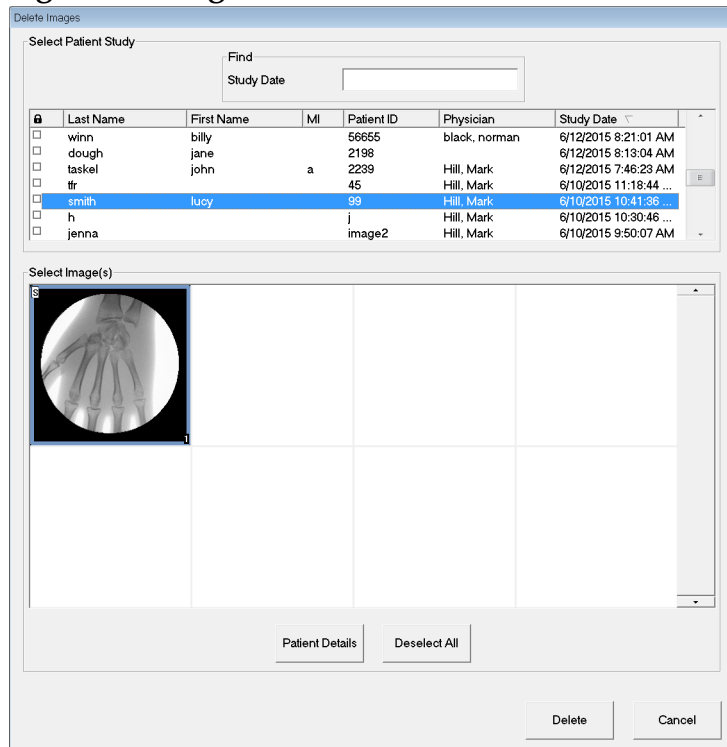 Delete Images
Select Patient Study
Find
Study Date
Last Name First Name MI Patient ID Physician Study Date
winn billy 56655 black, norman 6/12/2015 8:21:01 AM
dough jane 2198 6/12/2015 8:13:04 AM
taskel john a 2239 Hill, Mark 6/12/2015 7:46:23 AM
tfr 45 Hill, Mark 6/10/2015 11:18:44 ...
smith lucy 99 Hill, Mark 6/10/2015 10:41:36 ...
h j Hill, Mark 6/10/2015 10:30:46 ...
jenna image2 Hill, Mark 6/10/2015 9:50:07 AM
Select Image(s)
S
1
Patient Details Deselect All
Delete Cancel